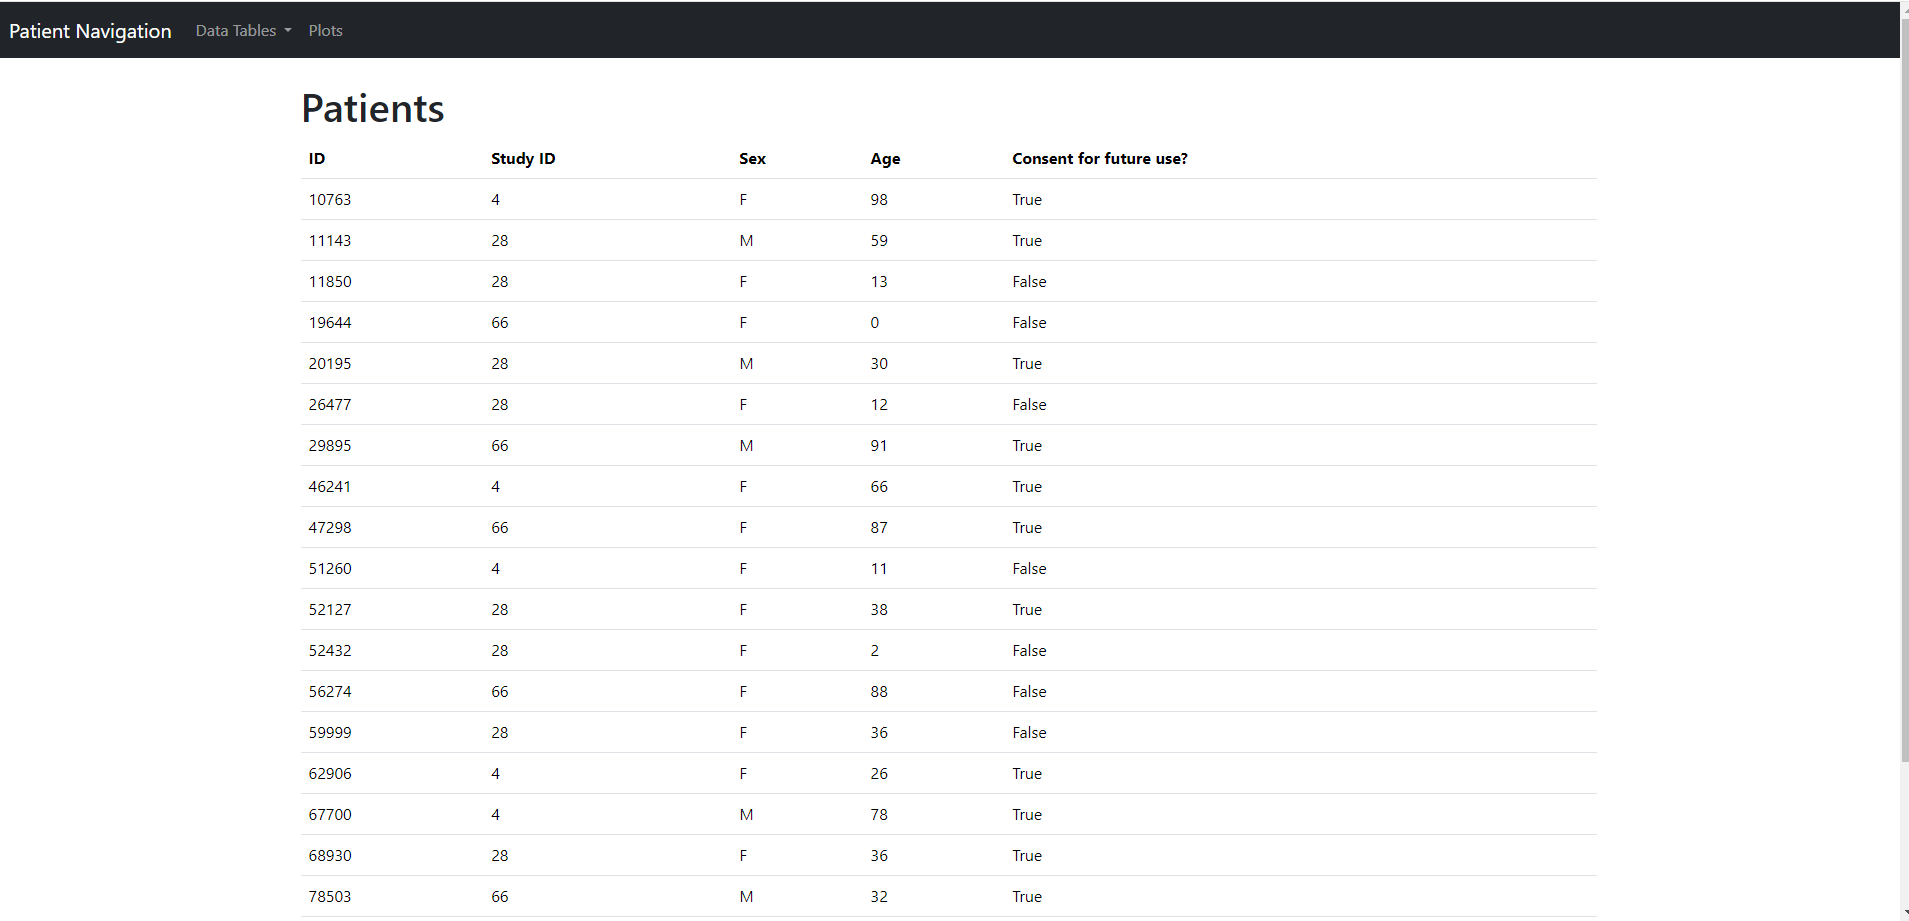 Patient Navigation Data Tables Plots
Patients
ID Study ID Sex Age Consent for future use?
10763 4 F 98 True
11143 28 M 59 True
11850 28 F 13 False
19644 66 F 0 False
20195 28 M 30 True
26477 28 F 12 False
29895 66 M 91 True
46241 4 F 66 True
47298 66 F 87 True
51260 4 F 11 False
52127 28 F 38 True
52432 28 F 2 False
56274 66 F 88 False
59999 28 F 36 False
62906 4 F 26 True
67700 4 M 78 True
68930 28 F 36 True
78503 66 M 32 True